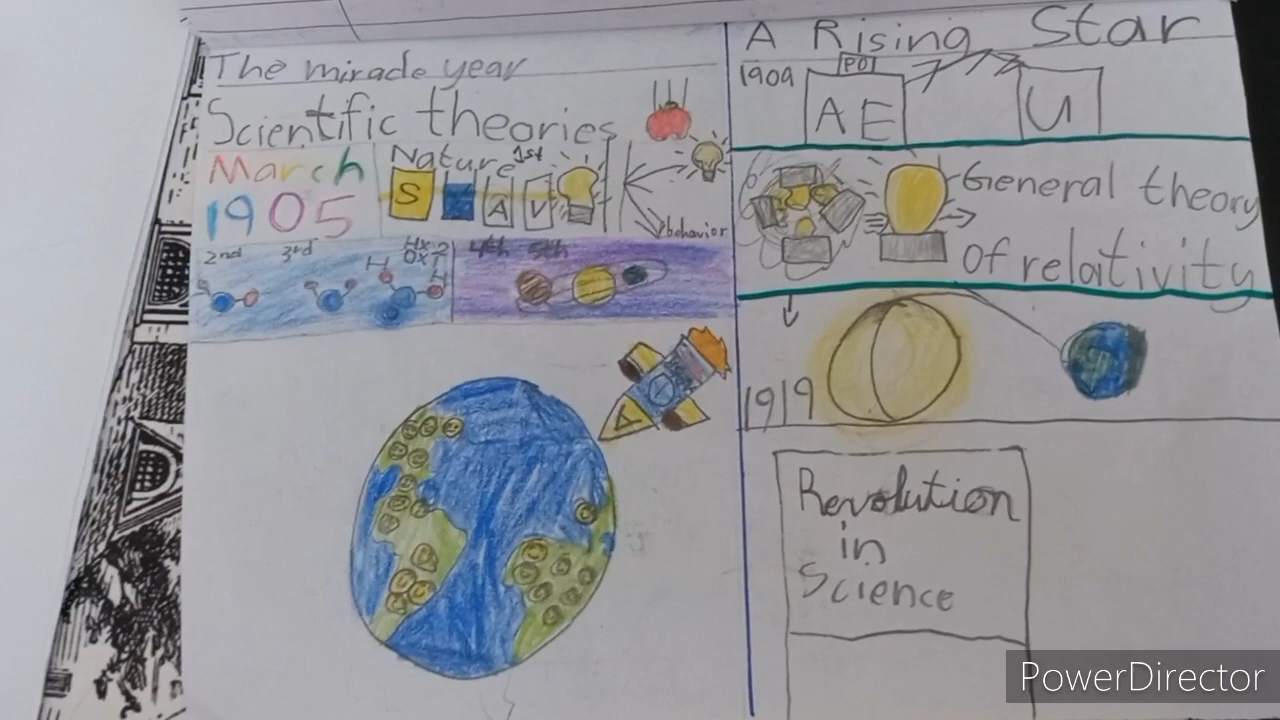 The miracle year
Scientific theories
March
1905
Nature 1st
S
A
V
behavior
2nd
3rd
H
H
4th 5th
A
A Rising Star
1909
PO
A E
U
General theory
of relativity
1919
Revolution
in
Science
PowerDirector